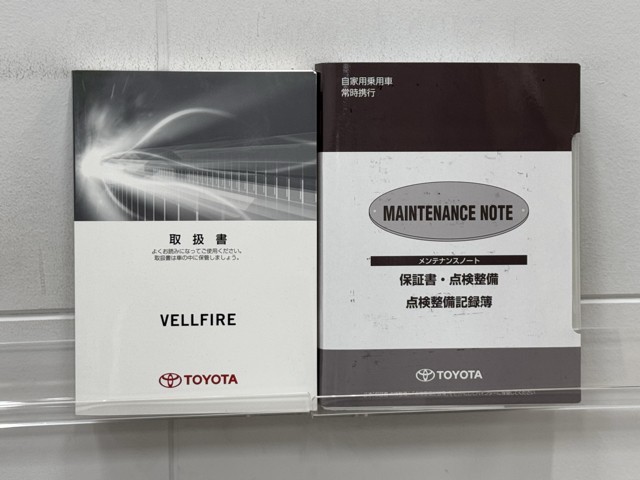 取扱書
よくお読みになってご使用ください。
取扱書は車の中に保管しましょう。
VELLFIRE
TOYOTA
自家用乗用車
常時携行
MAINTENANCE NOTE
メンテナンスノート
保証書・点検整備
点検整備記録簿
TOYOTA